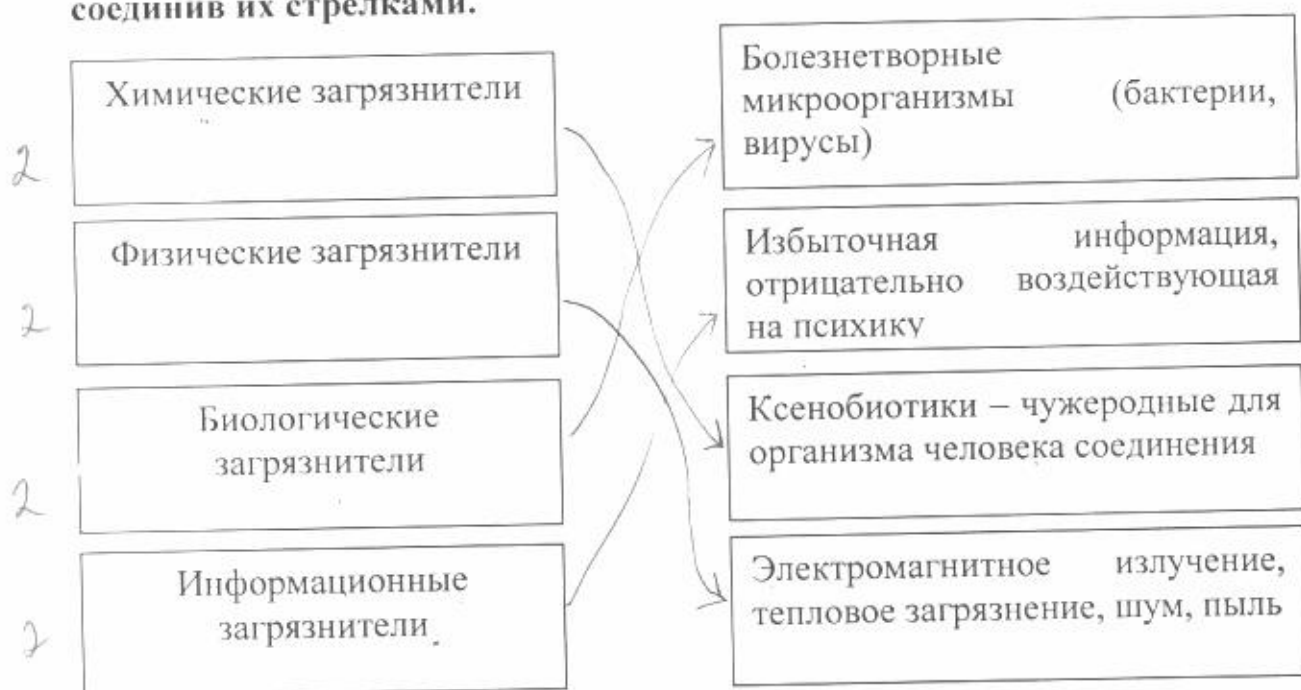 соединив их стрелками.
Химические загрязнители
2
Физические загрязнители
2
Биологические
загрязнители
2
Информационные
загрязнители
2
Болезнетворные
микроорганизмы (бактерии,
вирусы)
Избыточная информация,
отрицательно воздействующая
на психику
Ксенобиотики – чужеродные для
организма человека соединения
Электромагнитное излучение,
тепловое загрязнение, шум, пыль